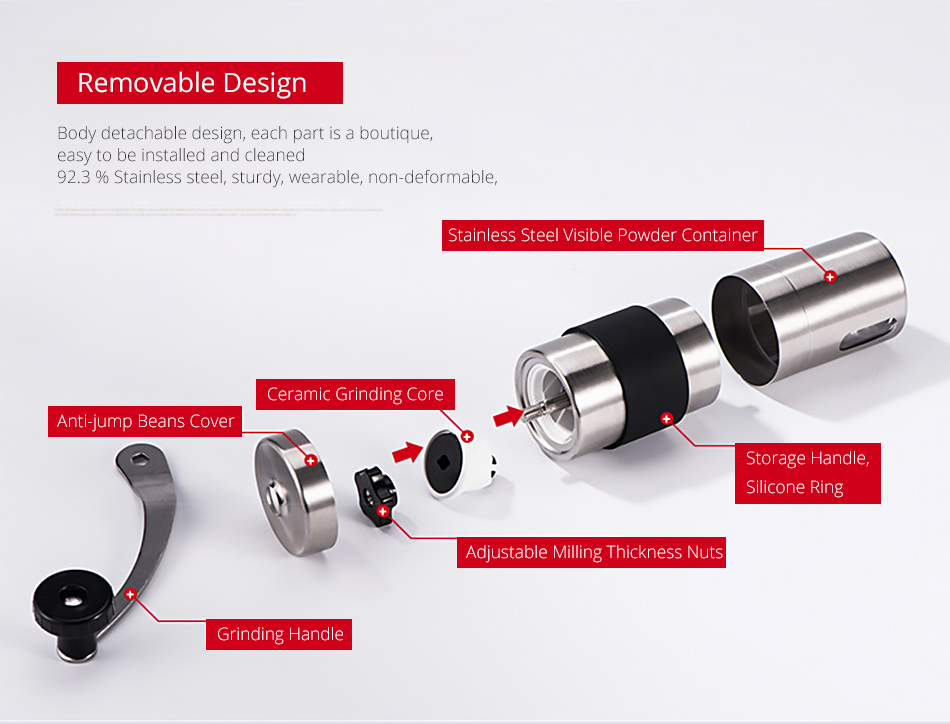 Removable Design
Body detachable design, each part is a boutique,
easy to be installed and cleaned
92.3 % Stainless steel, sturdy, wearable, non-deformable,
Stainless Steel Visible Powder Container
Ceramic Grinding Core
Anti-jump Beans Cover
Storage Handle,
Silicone Ring
Adjustable Milling Thickness Nuts
Grinding Handle